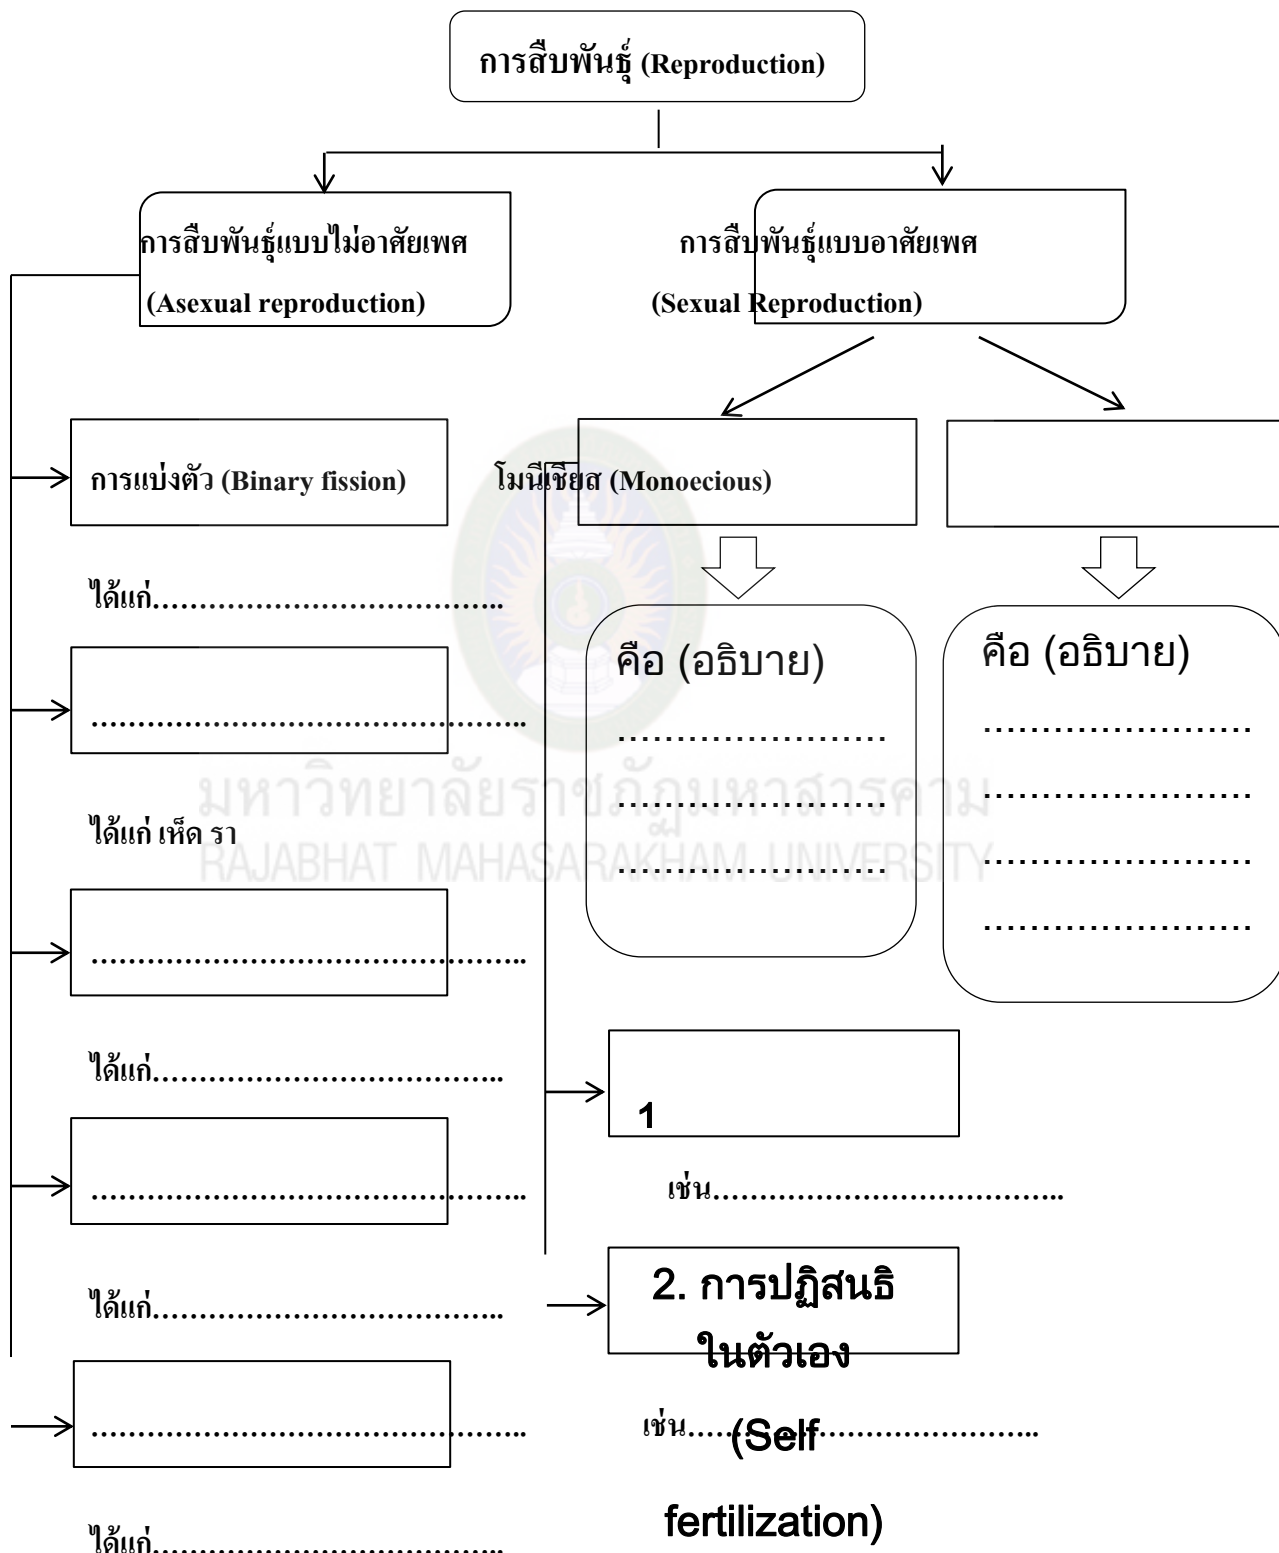 การสืบพันธุ์ (Reproduction)
การสืบพันธุ์แบบไม่อาศัยเพศ
(Asexual reproduction)
การสืบพันธุ์แบบอาศัยเพศ
(Sexual Reproduction)
การแบ่งตัว (Binary fission)
โมนีเซียส (Monoecious)
ได้แก่.......................................
คือ (อธิบาย)
.......................
.......................
.......................
คือ (อธิบาย)
.......................
.......................
.......................
.......................
................................................
ได้แก่ เห็ด รา
มหาวิทยาลัยราชภัฏมหาสารคาม
RAJABHAT MAHASARAKHAM UNIVERSITY
................................................
ได้แก่.......................................
1
เช่น.......................................
................................................
ได้แก่.......................................
2. การปฏิสนธิ
ในตัวเอง
(Self
fertilization)
เช่น.......................................
................................................
ได้แก่.......................................